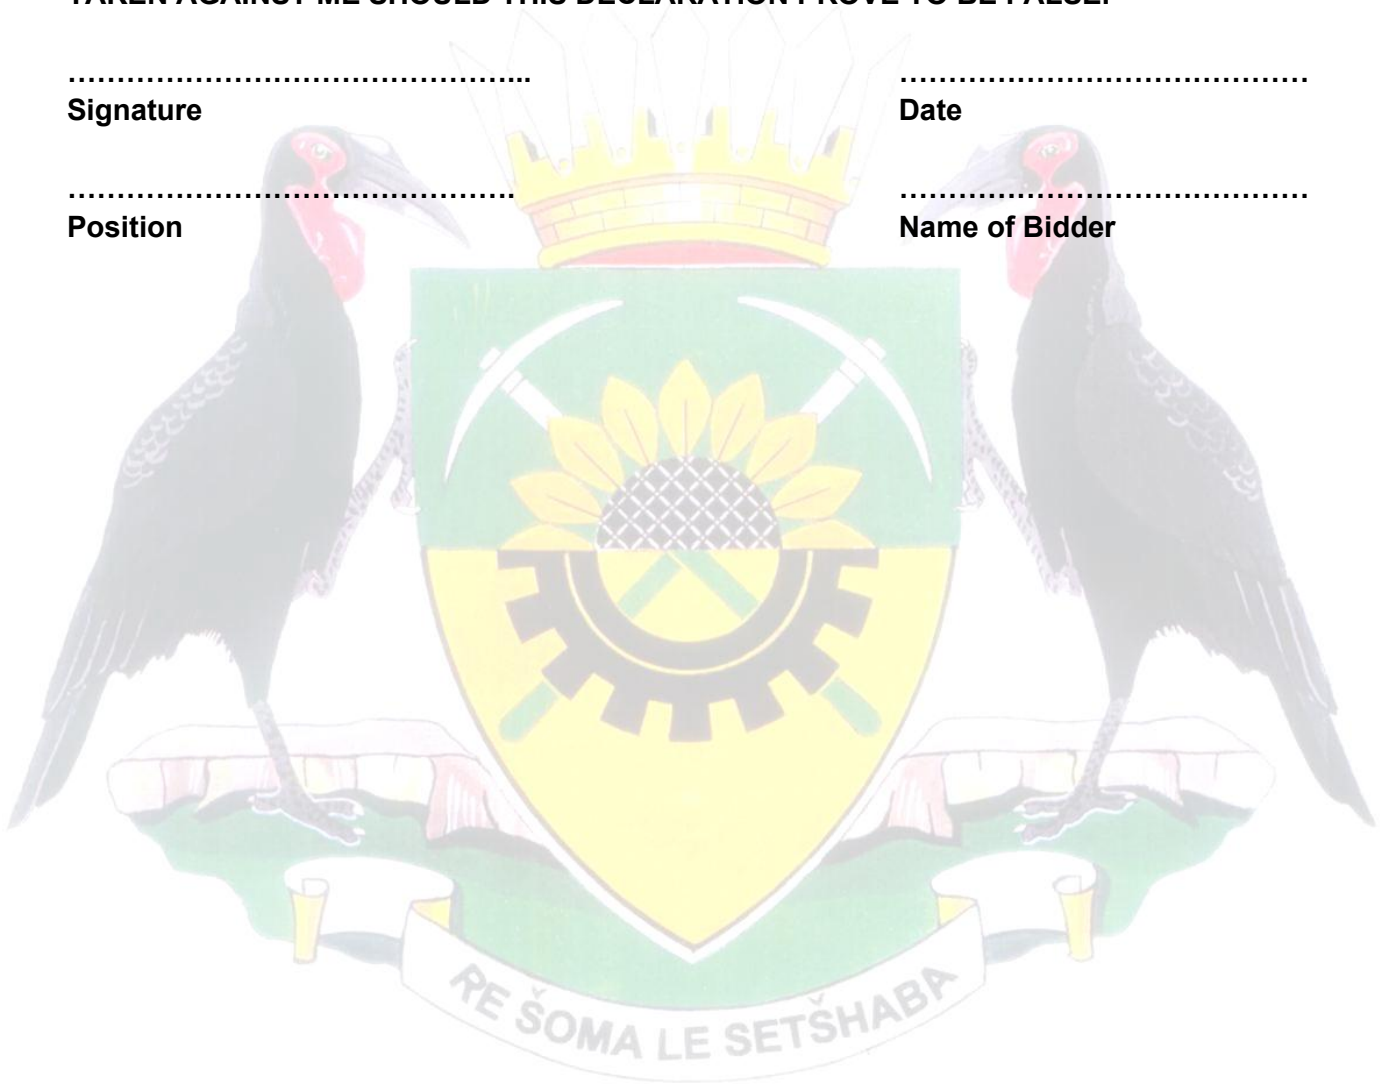 TAKEN AGAINST ME SHOULD THIS DECLARATION PROVE TO BE FALSE.
………………………………………... ……………………………………
Signature Date
………………………………………. ……………………………………
Position Name of Bidder
RE ŠOMA LE SETŠHABA